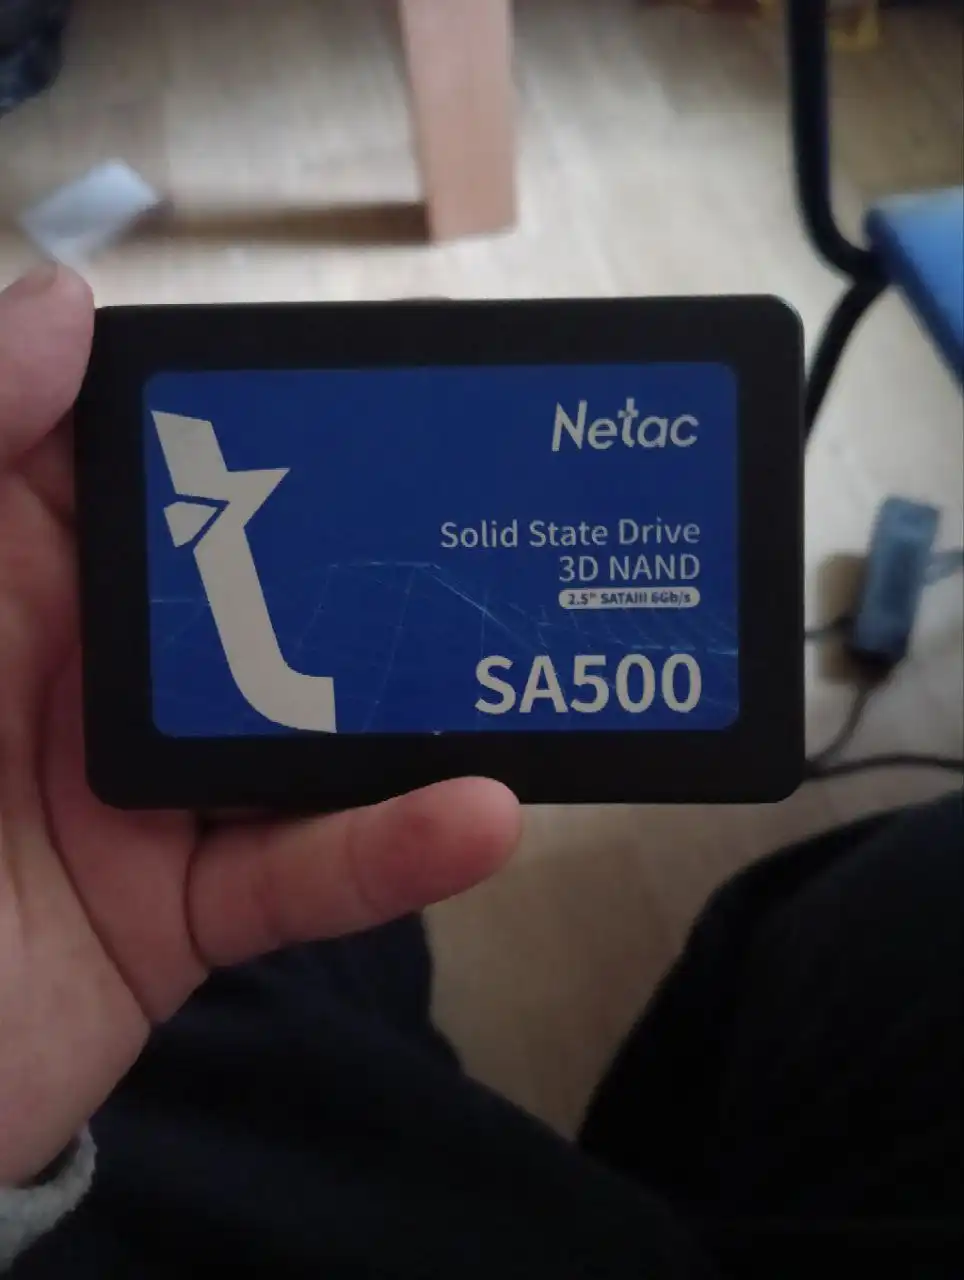 Netac
Solid State Drive
3D NAND
2.5" SATAIII 6Gb/s
SA500